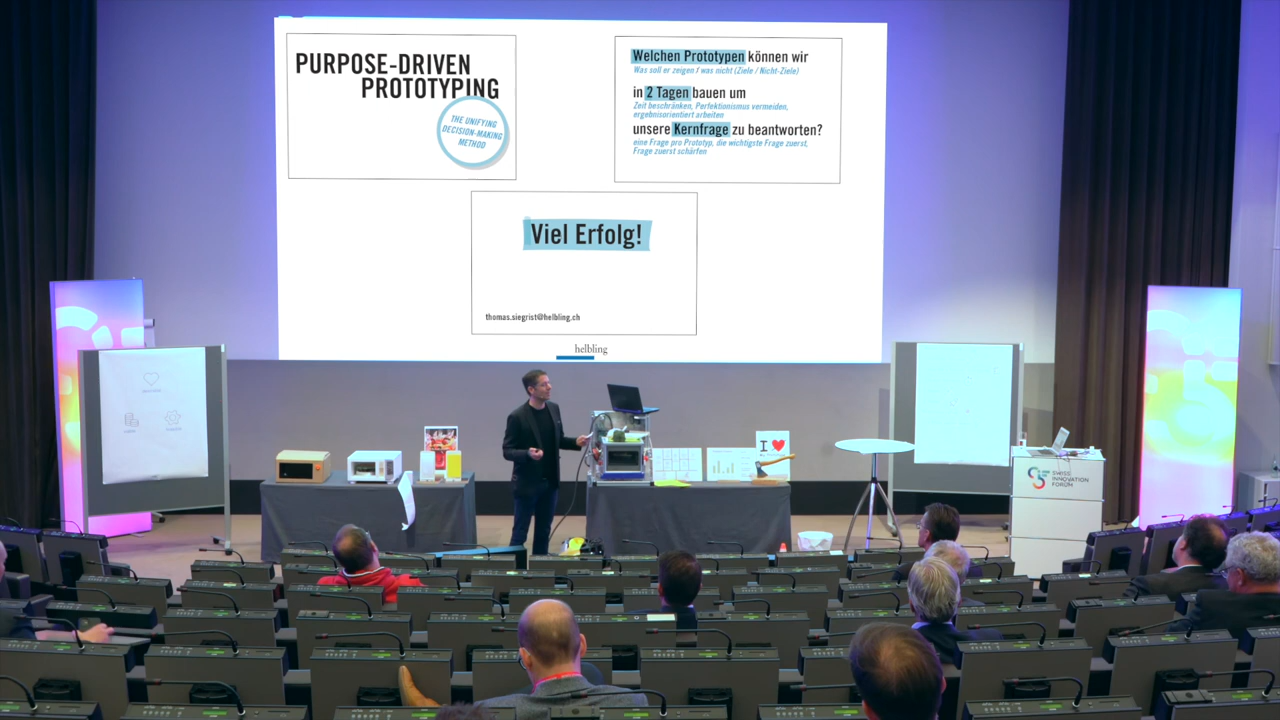 PURPOSE-DRIVEN
PROTOTYPING
THE UNIFYING
DECISION-MAKING
METHOD
Welchen Prototypen können wir
Was soll er zeigen / was nicht (Ziele / Nicht-Ziele)
in 2 Tagen bauen um
Zeit beschränken, Perfektionismus vermeiden,
ergebnisorientiert arbeiten
unsere Kernfrage zu beantworten?
eine Frage pro Prototyp, die wichtigste Frage zuerst,
Frage zuerst schärfen
Viel Erfolg!
thomas.siegrist@helbling.ch
helbling
I
SWISS
INNOVATION
FORUM